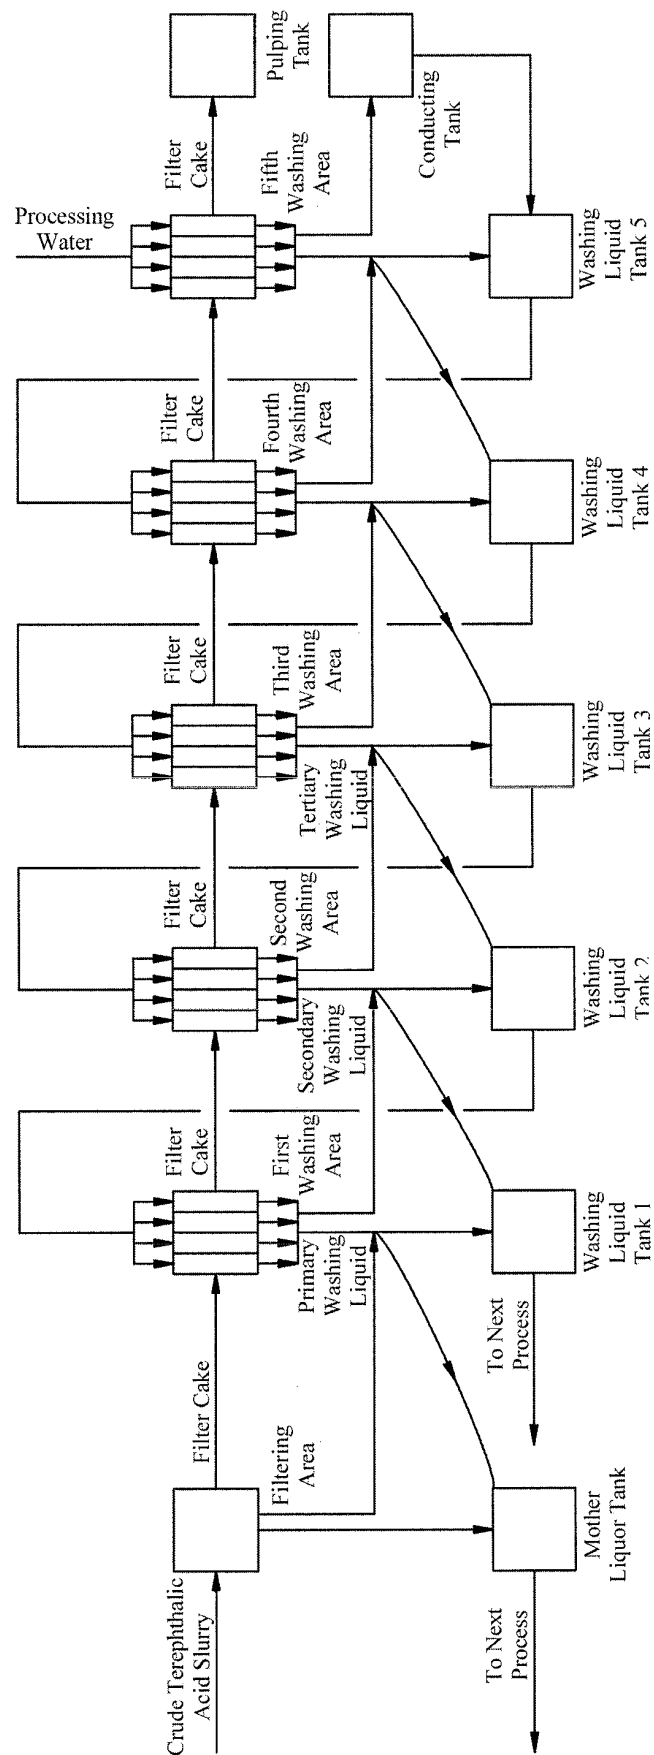 Processing
Water
Pulping
Tank
Conducting
Tank
Filter
Cake
Fifth
Washing
Area
Washing
Liquid
Tank 5
Filter
Cake
Fourth
Washing
Area
Washing
Liquid
Tank 4
Filter
Cake
Third
Washing Area
Tertiary
Washing
Liquid
Washing
Liquid
Tank 3
Filter
Cake
Second
Washing
Area
Secondary
Washing
Liquid
Washing
Liquid
Tank 2
Filter
Cake
First
Washing
Area
Primary
Washing
Liquid
Washing
Liquid
Tank 1
To Next
Process
Filter Cake
Filtering
Area
Mother
Liquor Tank
Crude Terephthalic
Acid Slurry
To Next
Process